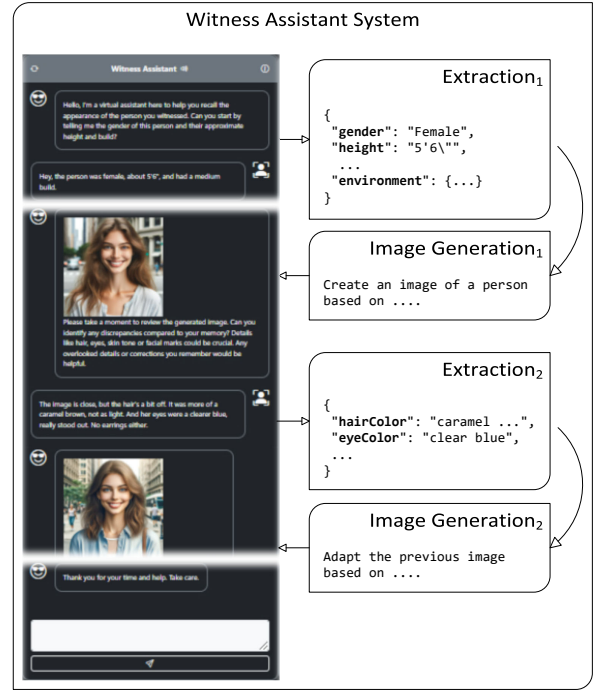 Witness Assistant System
Witness Assistant
Hello, I'm a virtual assistant here to help you recall the
appearance of the person you witnessed. Can you start by
telling me the gender of this person and their approximate
height and build?
Hey, the person was female, about 5'6", and had a medium
build.
Please take a moment to review the generated image. Can you
identify any discrepancies compared to your memory? Details
like hair, eyes, skin tone or facial marks could be crucial. Any
overlooked details or corrections you remember would be
helpful.
The image is close, but the hair's a bit off. It was more of a
caramel brown, not as light. And her eyes were a clearer blue,
really stood out. No earrings either.
Thank you for your time and help. Take care.
Extraction₁
{
"gender": "Female",
"height": "5'6\"",
...
"environment": {...}
}
Image Generation₁
Create an image of a person
based on ....
Extraction₂
{
"hairColor": "caramel ...",
"eyeColor": "clear blue",
...
}
Image Generation₂
Adapt the previous image
based on ....